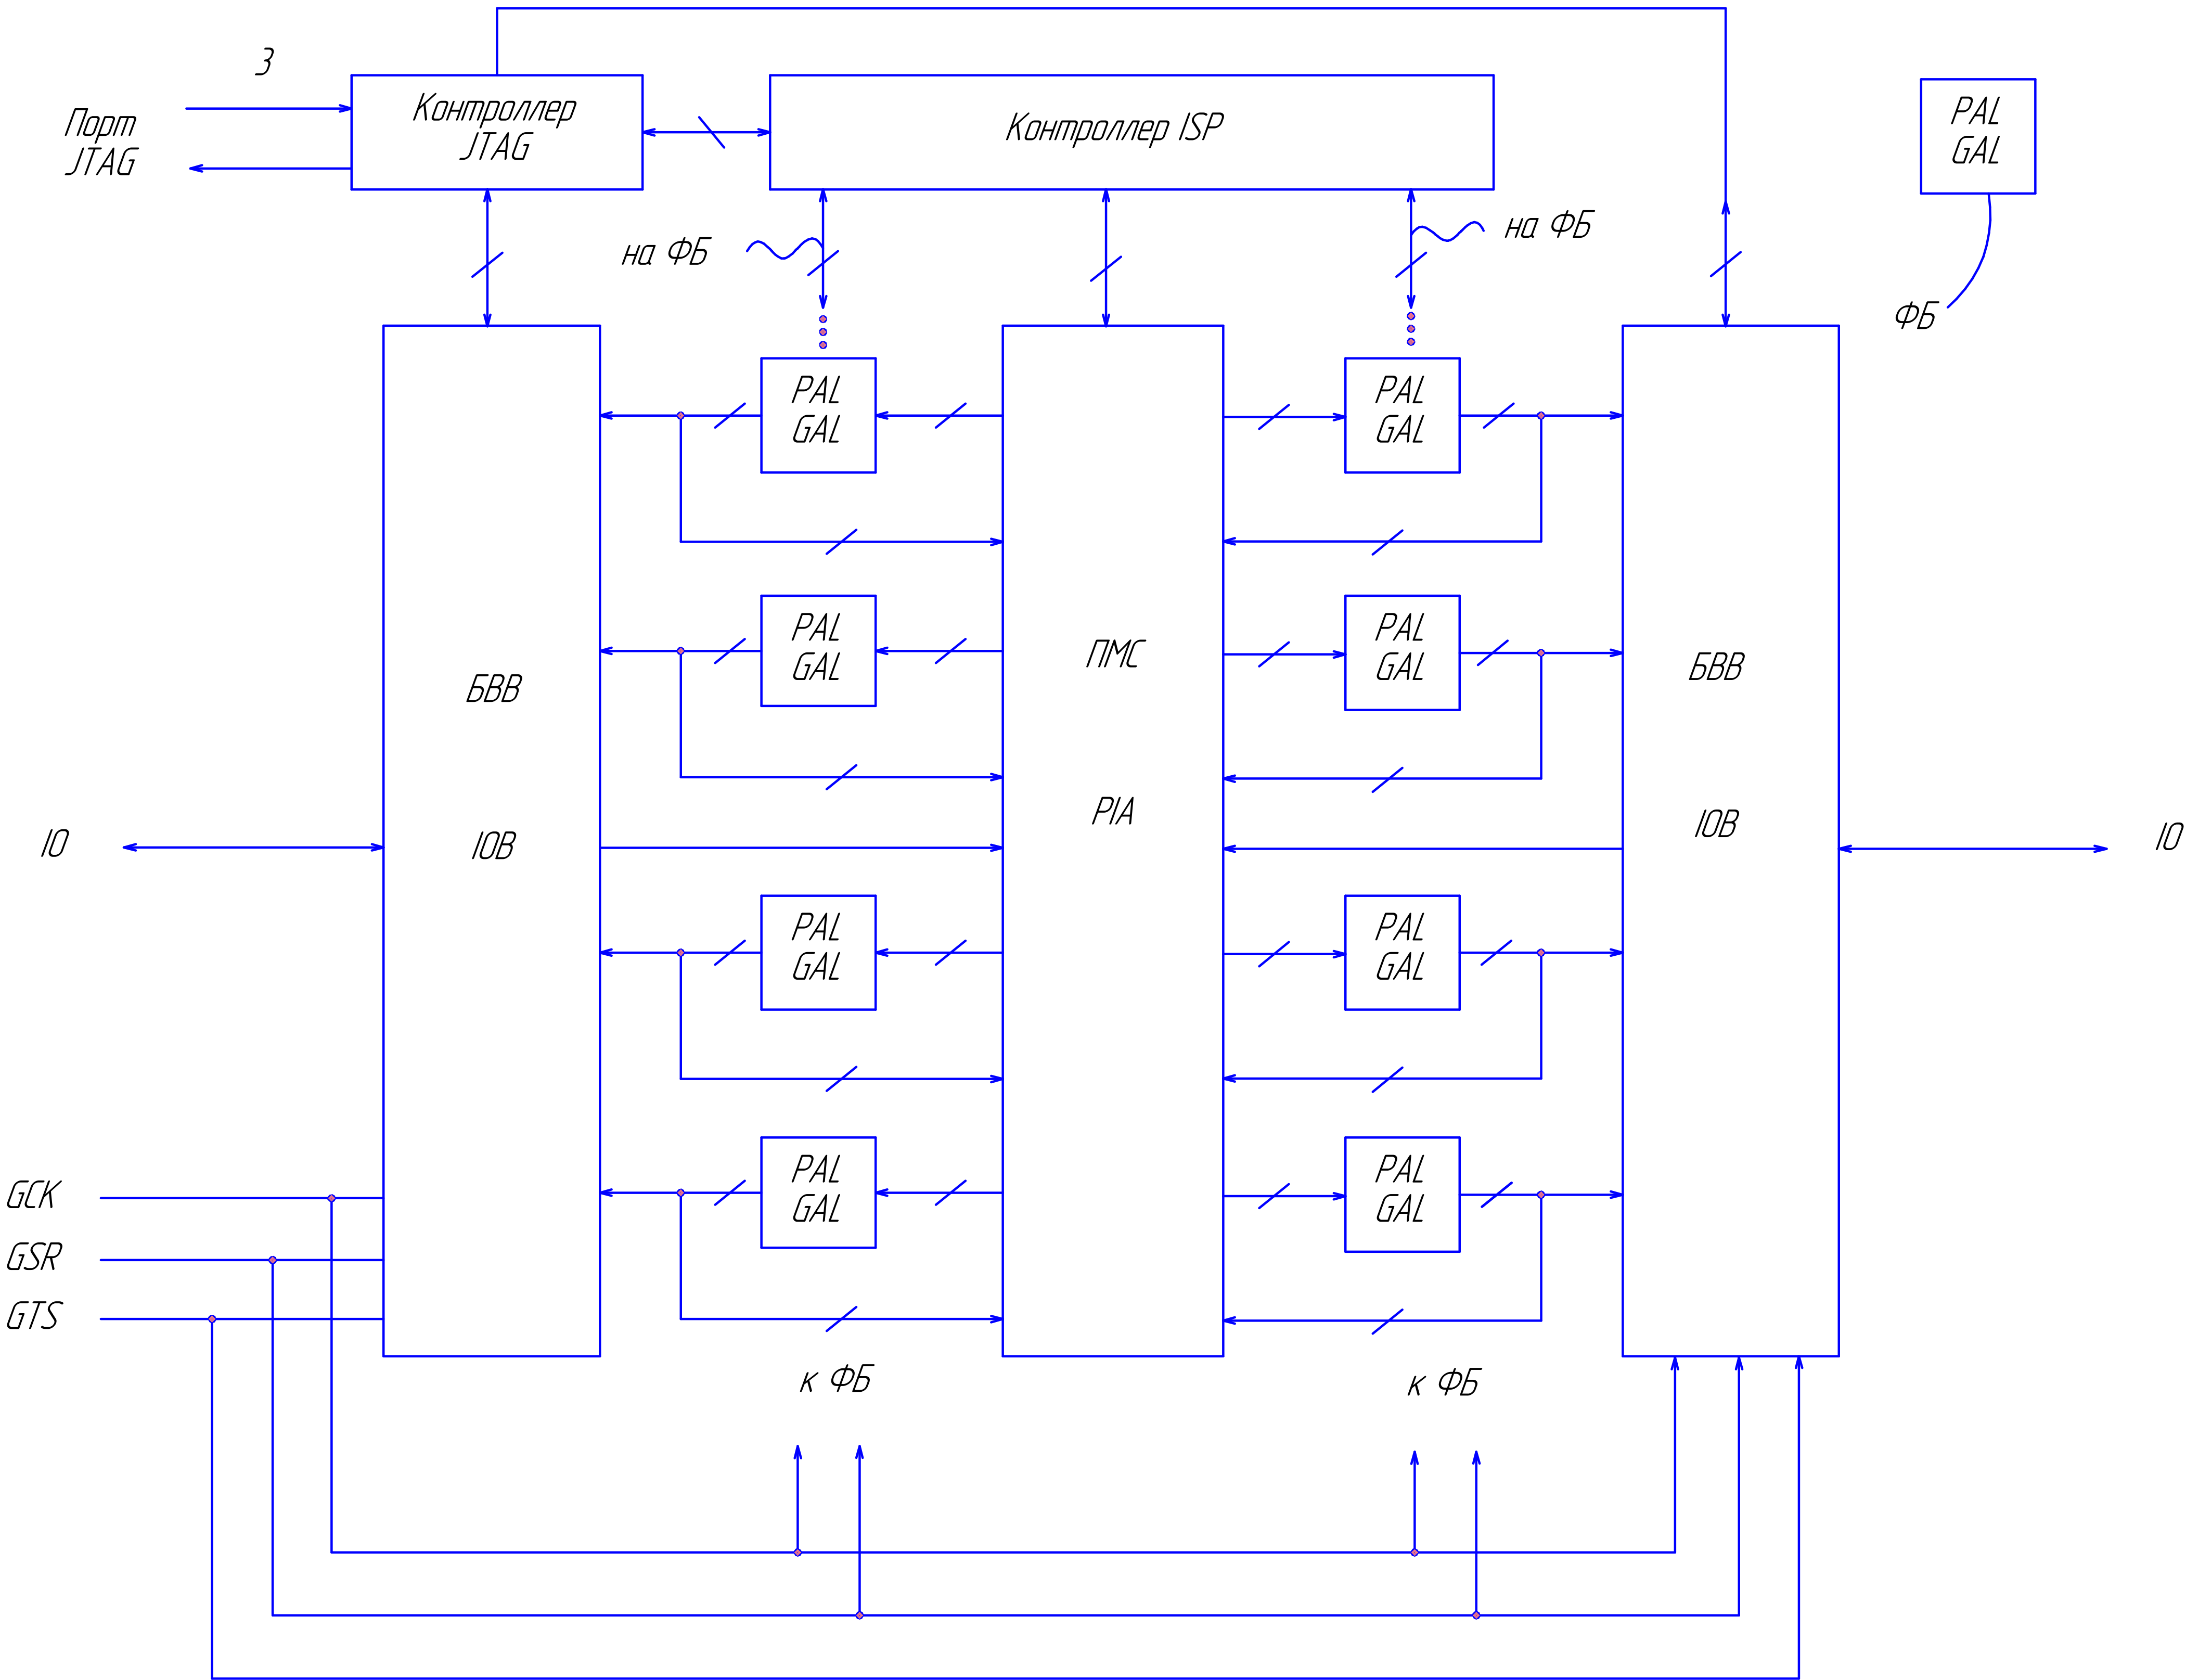 3
Порт
JTAG
Контроллер
JTAG
Контроллер ISP
PAL
GAL
на ФБ
на ФБ
ФБ
PAL
GAL
PAL
GAL
PAL
GAL
PAL
GAL
БВВ
ПМС
БВВ
IO
IOB
PIA
IOB
IO
PAL
GAL
PAL
GAL
PAL
GAL
PAL
GAL
GCK
GSR
GTS
к ФБ
к ФБ